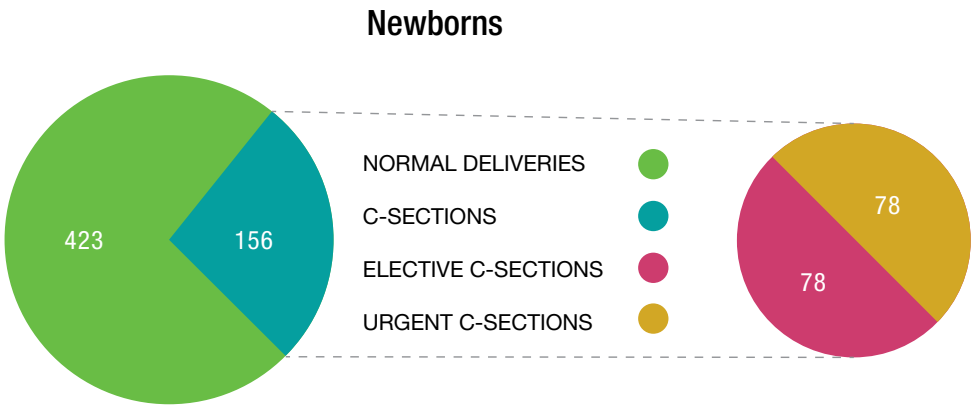 Newborns
423
156
NORMAL DELIVERIES
C-SECTIONS
ELECTIVE C-SECTIONS
URGENT C-SECTIONS
78
78